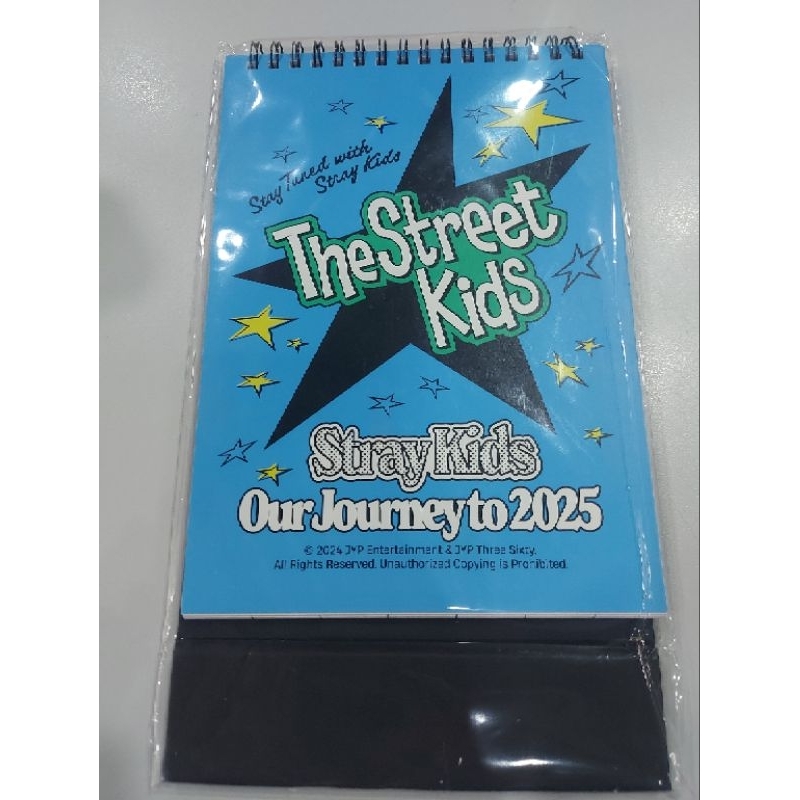 Stay Tuned with
Stray Kids
The Street
Kids
Stray Kids
Our Journey to 2025
© 2024 JYP Entertainment & JYP Three Sixty.
All Rights Reserved. Unauthorized Copying is Prohibited.